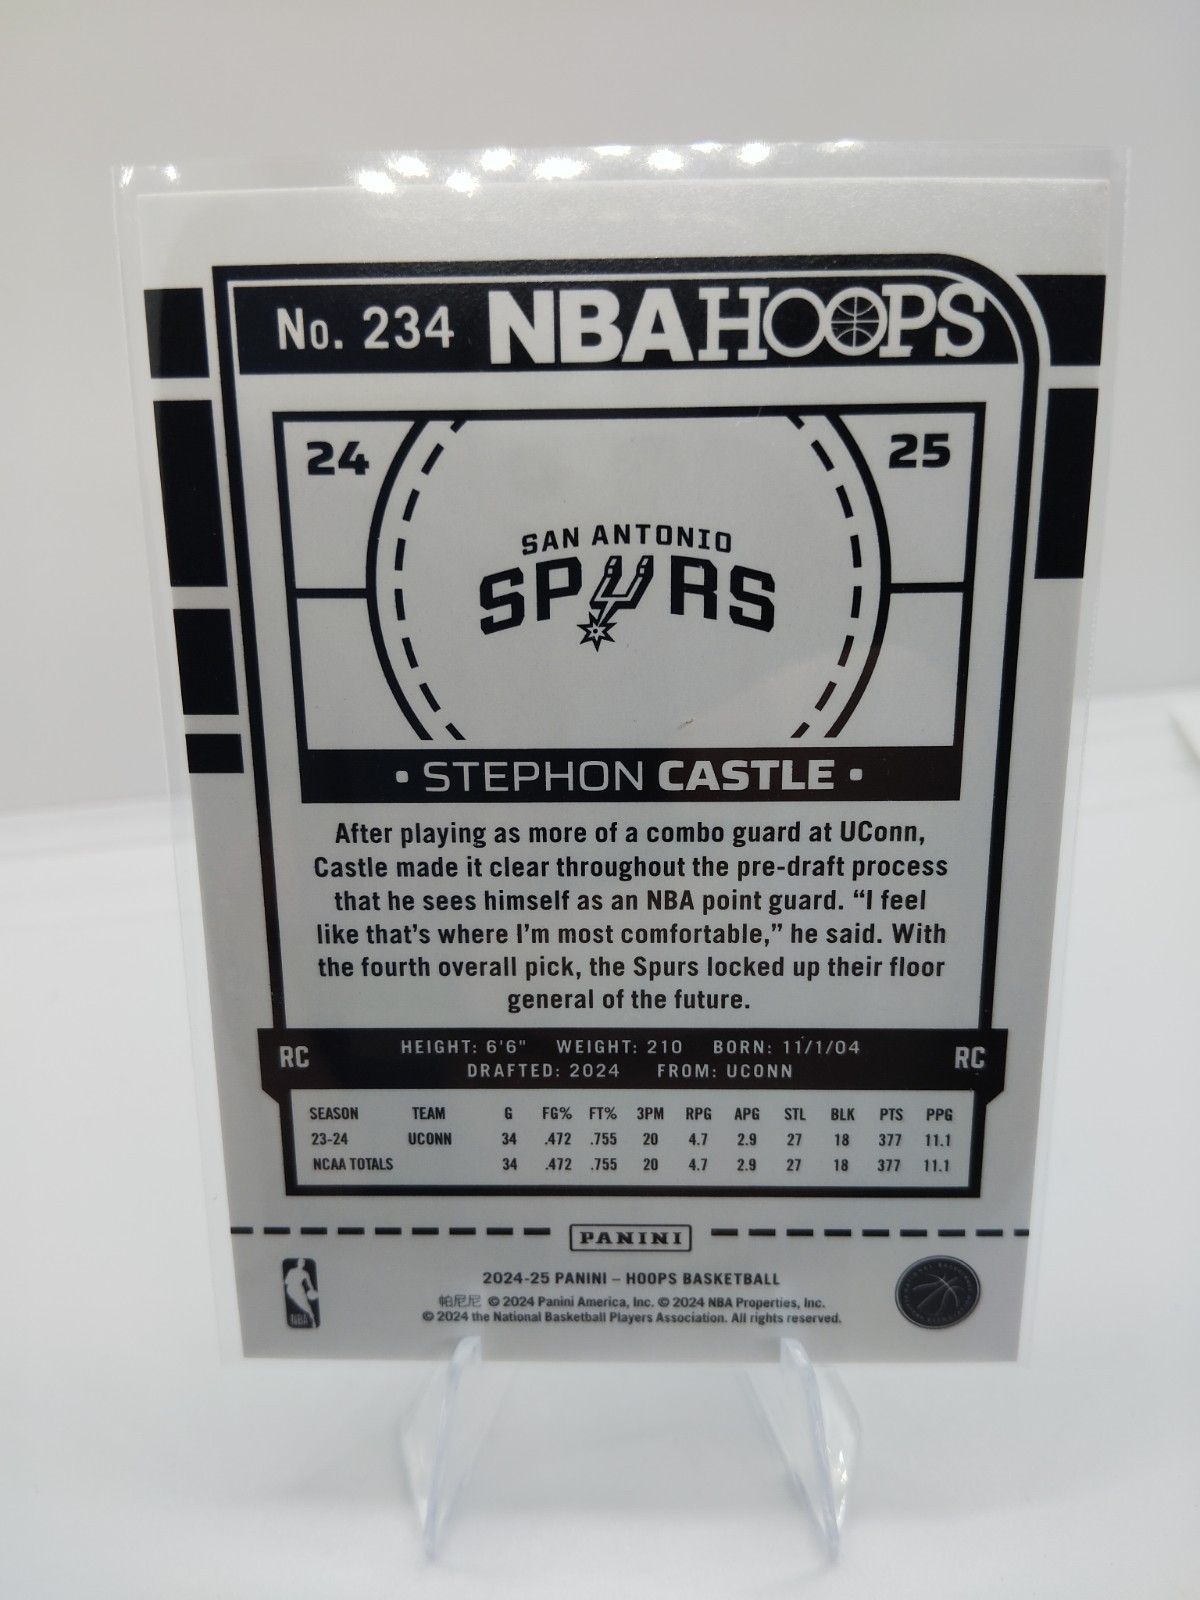 No. 234 NBA HOOPS
24 25
SAN ANTONIO
SPURS
• STEPHON CASTLE •
After playing as more of a combo guard at UConn,
Castle made it clear throughout the pre-draft process
that he sees himself as an NBA point guard. “I feel
like that’s where I’m most comfortable,” he said. With
the fourth overall pick, the Spurs locked up their floor
general of the future.
RC HEIGHT: 6'6" WEIGHT: 210 BORN: 11/1/04 RC
DRAFTED: 2024 FROM: UCONN
SEASON TEAM G FG% FT% 3PM RPG APG STL BLK PTS PPG
23-24 UCONN 34 .472 .755 20 4.7 2.9 27 18 377 11.1
NCAA TOTALS 34 .472 .755 20 4.7 2.9 27 18 377 11.1
PANINI
2024-25 PANINI – HOOPS BASKETBALL
帕尼尼 © 2024 Panini America, Inc. © 2024 NBA Properties, Inc.
© 2024 the National Basketball Players Association. All rights reserved.
NBA